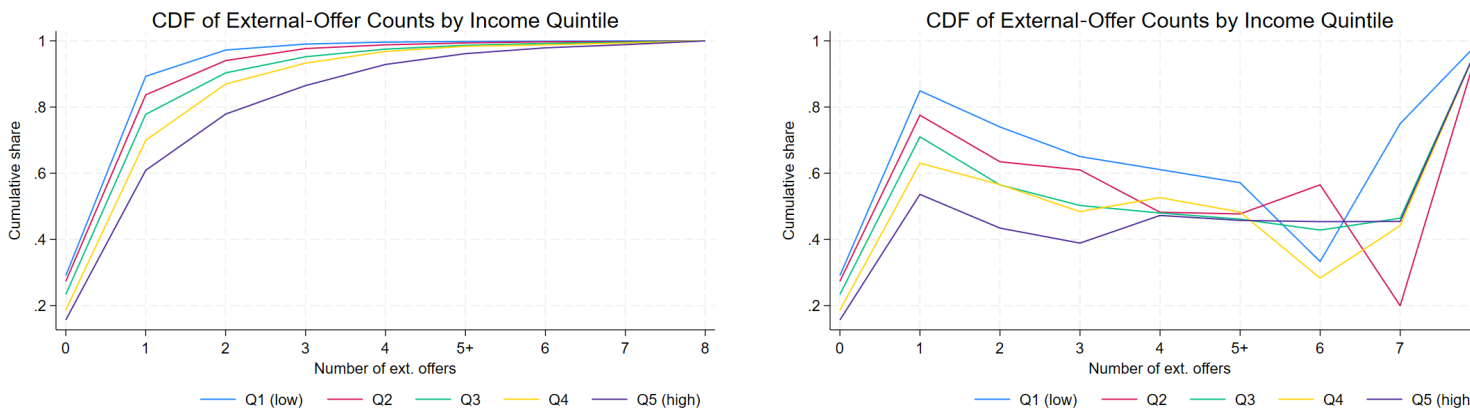 CDF of External-Offer Counts by Income Quintile
Cumulative share
1
.8
.6
.4
.2
0 1 2 3 4 5+ 6 7 8
Number of ext. offers
Q1 (low) Q2 Q3 Q4 Q5 (high)
CDF of External-Offer Counts by Income Quintile
Cumulative share
1
.8
.6
.4
.2
0 1 2 3 4 5+ 6 7
Number of ext. offers
Q1 (low) Q2 Q3 Q4 Q5 (high